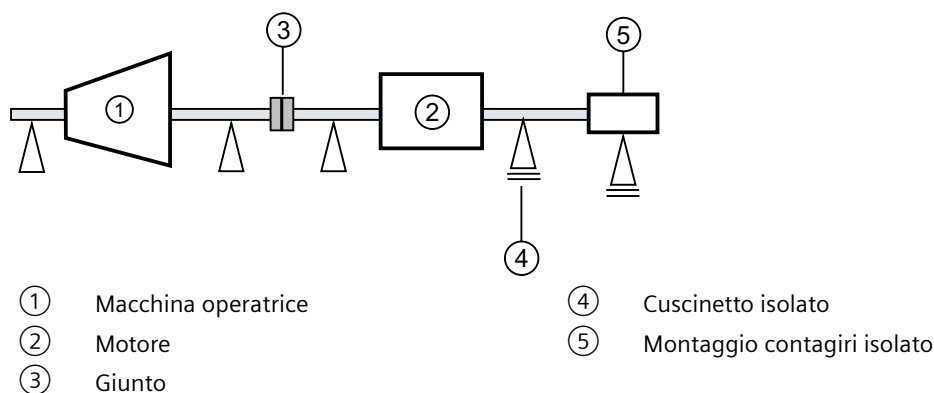 ③
⑤
①
②
④
① Macchina operatrice
④ Cuscinetto isolato
② Motore
⑤ Montaggio contagiri isolato
③ Giunto